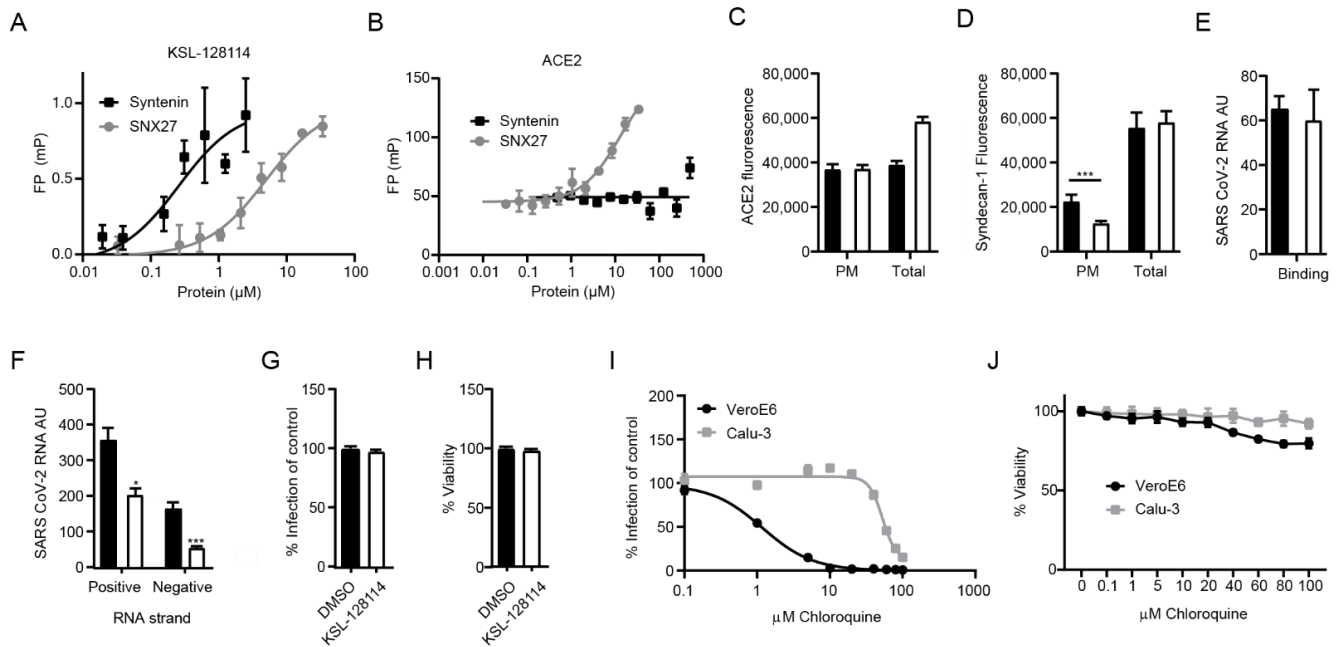 A
KSL-128114
FP (mP)
1.0
0.5
0.0
Syntenin
SNX27
0.01 0.1 1 10 100
Protein (µM)
B
ACE2
FP (mP)
150
100
50
0
Syntenin
SNX27
0.001 0.01 0.1 1 10 100 1000
Protein (µM)
C
ACE2 flurorescence
80,000
60,000
40,000
20,000
0
PM Total
D
Syndecan-1 Fluorescence
80,000
60,000
40,000
20,000
0
***
PM Total
E
SARS CoV-2 RNA AU
80
60
40
20
0
Binding
F
SARS CoV-2 RNA AU
500
400
300
200
100
0
*
***
Positive Negative
RNA strand
G
% Infection of control
150
100
50
0
DMSO
KSL-128114
H
% Viability
150
100
50
0
DMSO
KSL-128114
I
% Infection of control
200
150
100
50
0
VeroE6
Calu-3
0.1 1 10 100 1000
µM Chloroquine
J
% Viability
100
50
0
VeroE6
Calu-3
0 0.1 1 5 10 20 40 60 80 100
µM Chloroquine